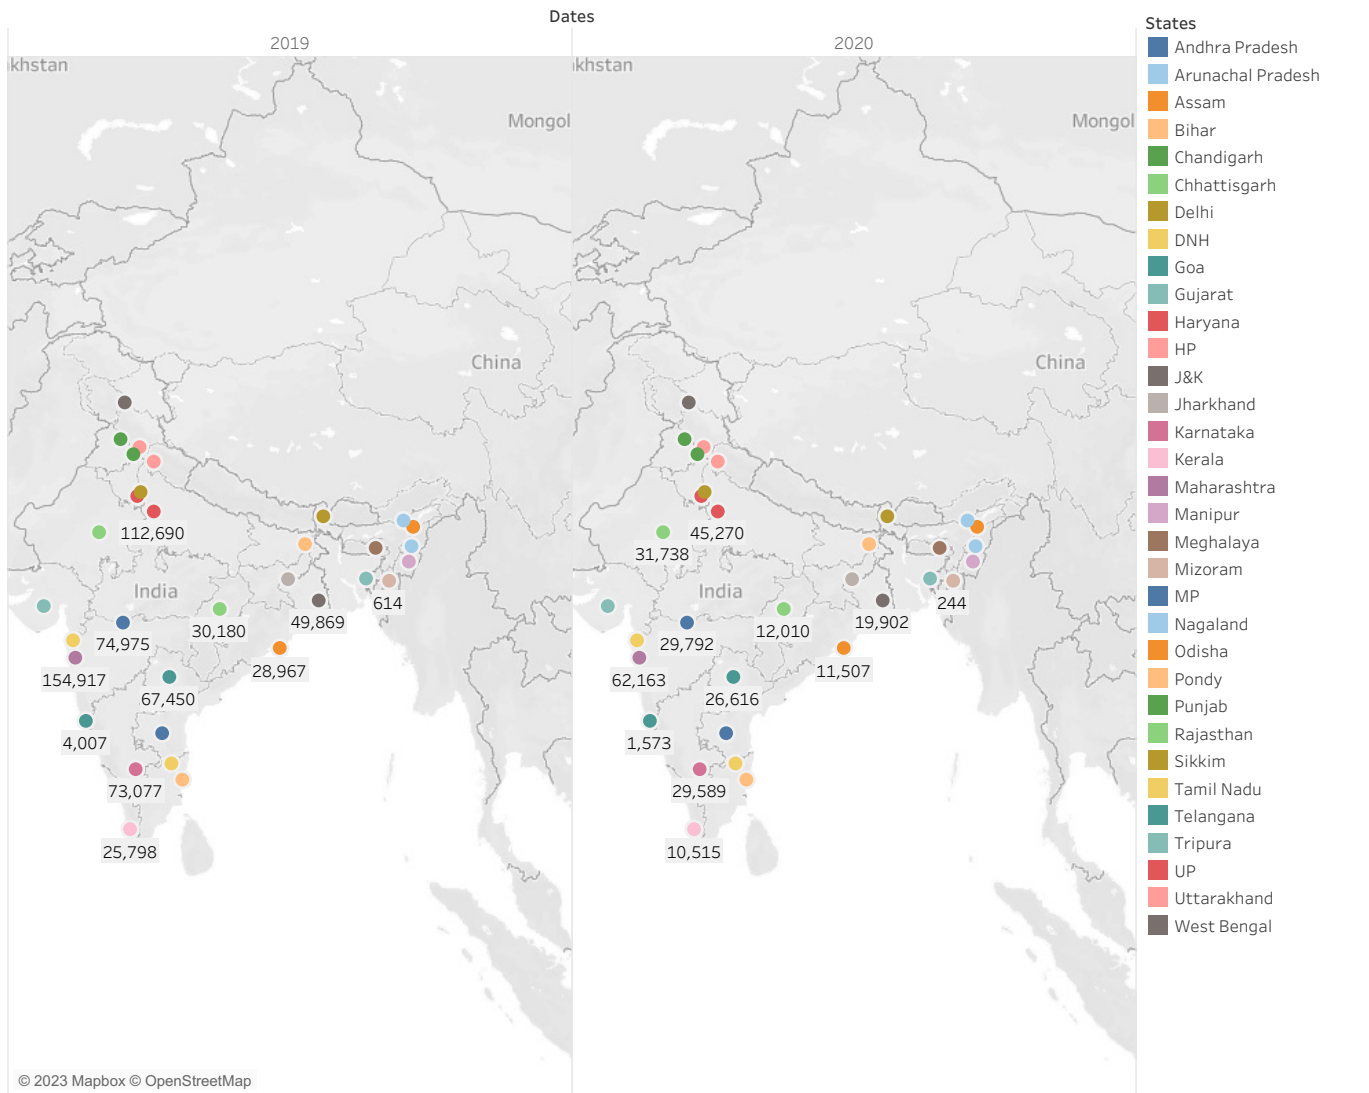 Dates
2019
2020
khstan
Mongol
China
India
112,690
614
49,869
30,180
74,975
28,967
154,917
67,450
4,007
73,077
25,798
© 2023 Mapbox © OpenStreetMap
khstan
Mongol
China
India
45,270
31,738
244
19,902
12,010
29,792
11,507
62,163
26,616
1,573
29,589
10,515
States
Andhra Pradesh
Arunachal Pradesh
Assam
Bihar
Chandigarh
Chhattisgarh
Delhi
DNH
Goa
Gujarat
Haryana
HP
J&K
Jharkhand
Karnataka
Kerala
Maharashtra
Manipur
Meghalaya
Mizoram
MP
Nagaland
Odisha
Pondy
Punjab
Rajasthan
Sikkim
Tamil Nadu
Telangana
Tripura
UP
Uttarakhand
West Bengal